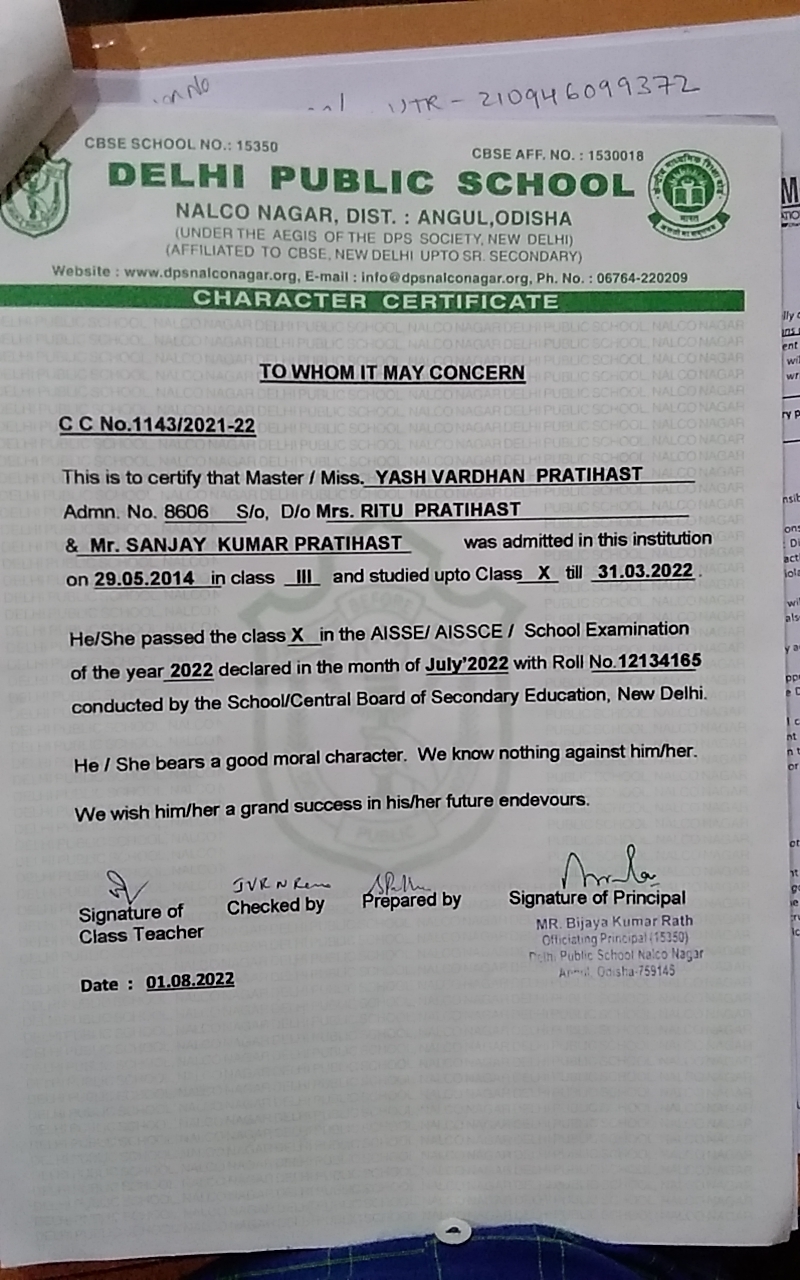 UTR - 210946099372
CBSE SCHOOL NO.: 15350
CBSE AFF. NO. : 1530018
DELHI PUBLIC SCHOOL
NALCO NAGAR, DIST. : ANGUL,ODISHA
(UNDER THE AEGIS OF THE DPS SOCIETY, NEW DELHI)
(AFFILIATED TO CBSE, NEW DELHI UPTO SR. SECONDARY)
Website : www.dpsnalconagar.org, E-mail : info@dpsnalconagar.org, Ph. No. : 06764-220209
CHARACTER CERTIFICATE
TO WHOM IT MAY CONCERN
C C No.1143/2021-22
This is to certify that Master / Miss. YASH VARDHAN PRATIHAST
Admn. No. 8606 S/o, D/o Mrs. RITU PRATIHAST
& Mr. SANJAY KUMAR PRATIHAST was admitted in this institution
on 29.05.2014 in class III and studied upto Class X till 31.03.2022.
He/She passed the class X in the AISSE/ AISSCE / School Examination
of the year 2022 declared in the month of July'2022 with Roll No.12134165
conducted by the School/Central Board of Secondary Education, New Delhi.
He / She bears a good moral character. We know nothing against him/her.
We wish him/her a grand success in his/her future endevours.
Signature of
Class Teacher
Checked by
Prepared by
Signature of Principal
MR. Bijaya Kumar Rath
Officiating Principal (15350)
Delhi Public School Nalco Nagar
Angul, Odisha-759145
Date : 01.08.2022